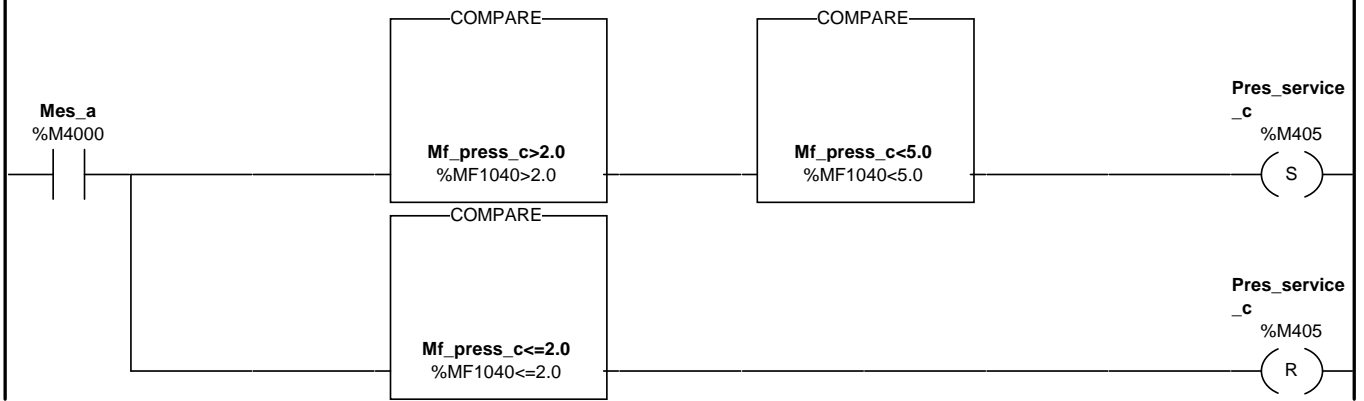 COMPARE
COMPARE
Mes_a
%M4000
Mf_press_c>2.0
%MF1040>2.0
Mf_press_c<5.0
%MF1040<5.0
Pres_service
_c
%M405
S
COMPARE
Mf_press_c<=2.0
%MF1040<=2.0
Pres_service
_c
%M405
R